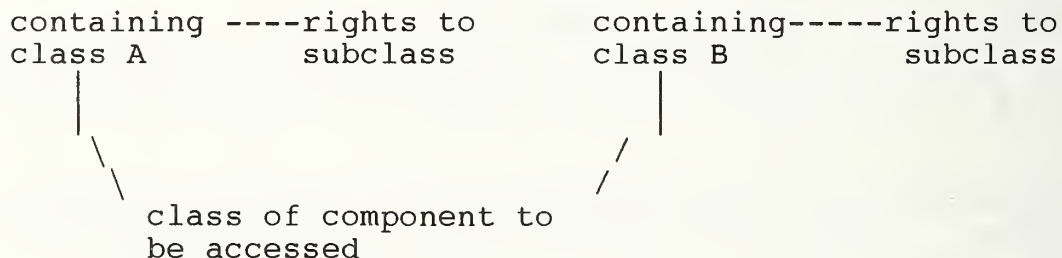 containing ----rights to containing-----rights to
class A subclass class B subclass
class of component to
be accessed